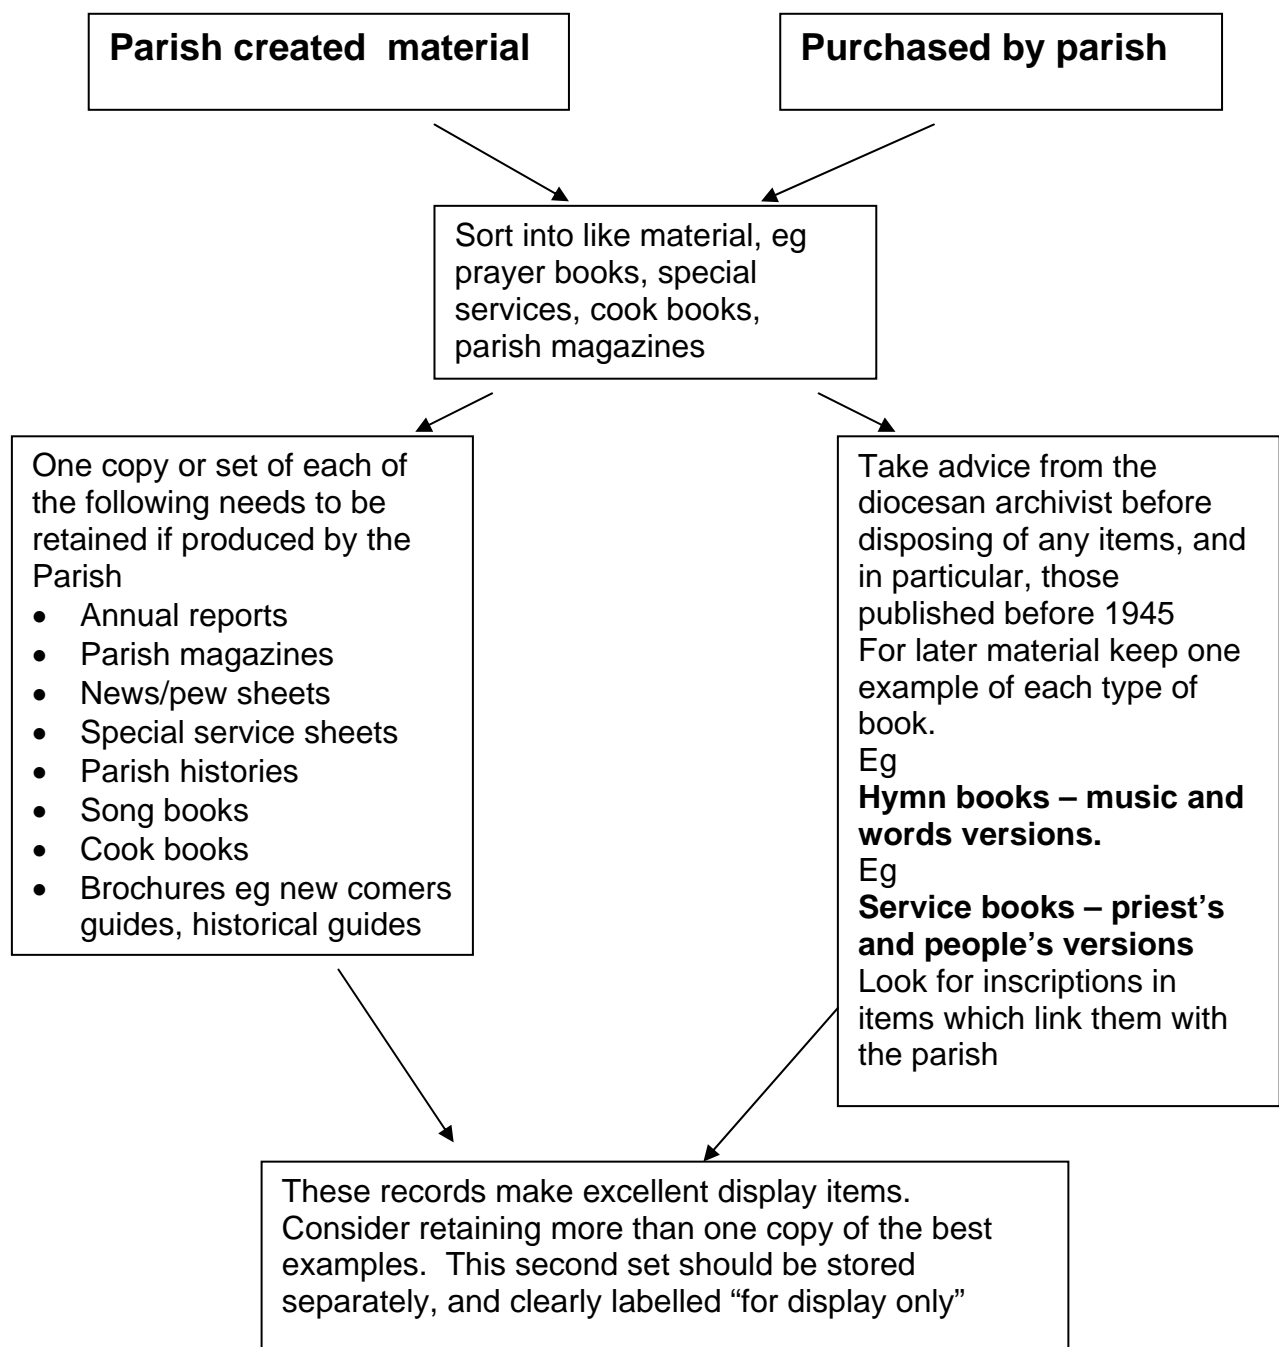 Parish created  material
Purchased by parish
Sort into like material, eg
prayer books, special
services, cook books,
parish magazines
One copy or set of each of
the following needs to be
retained if produced by the
Parish
• Annual reports
• Parish magazines
• News/pew sheets
• Special service sheets
• Parish histories
• Song books
• Cook books
• Brochures eg new comers
guides, historical guides
Take advice from the
diocesan archivist before
disposing of any items, and
in particular, those
published before 1945
For later material keep one
example of each type of
book.
Eg
Hymn books – music and
words versions.
Eg
Service books – priest’s
and people’s versions
Look for inscriptions in
items which link them with
the parish
These records make excellent display items.
Consider retaining more than one copy of the best
examples.  This second set should be stored
separately, and clearly labelled “for display only”